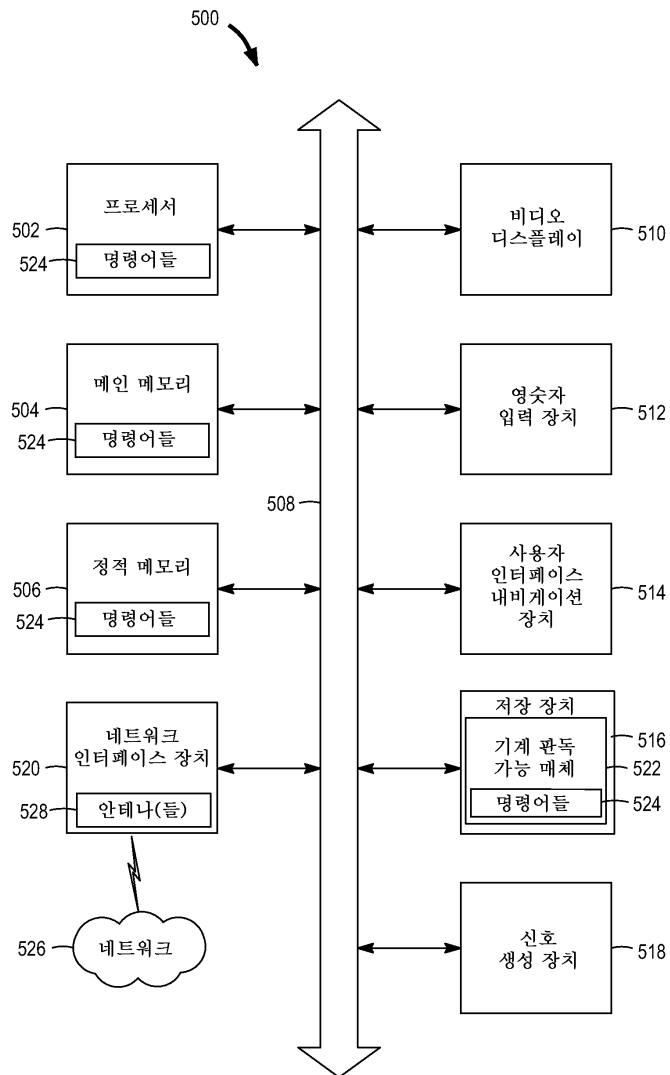 500
프로세서
502
524
명령어들
메인 메모리
504
524
명령어들
정적 메모리
506
524
명령어들
네트워크
인터페이스 장치
520
528
안테나(들)
526
네트워크
508
비디오
디스플레이
510
영숫자
입력 장치
512
사용자
인터페이스
내비게이션
장치
514
저장 장치
516
기계 판독
가능 매체
522
명령어들
524
신호
생성 장치
518